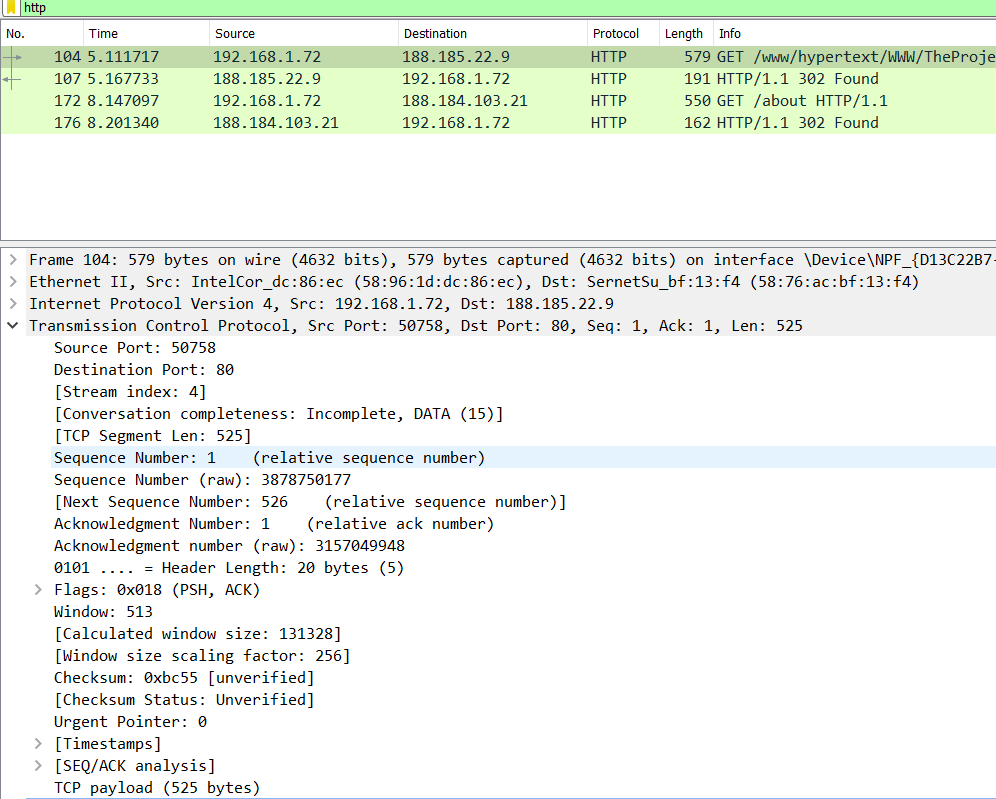 http
No. Time Source Destination Protocol Length Info
104 5.111717 192.168.1.72 188.185.22.9 HTTP 579 GET /www/hypertext/WWW/TheProje
107 5.167733 188.185.22.9 192.168.1.72 HTTP 191 HTTP/1.1 302 Found
172 8.147097 192.168.1.72 188.184.103.21 HTTP 550 GET /about HTTP/1.1
176 8.201340 188.184.103.21 192.168.1.72 HTTP 162 HTTP/1.1 302 Found
Frame 104: 579 bytes on wire (4632 bits), 579 bytes captured (4632 bits) on interface \Device\NPF_{D13C22B7-
Ethernet II, Src: IntelCor_dc:86:ec (58:96:1d:dc:86:ec), Dst: SernetSu_bf:13:f4 (58:76:ac:bf:13:f4)
Internet Protocol Version 4, Src: 192.168.1.72, Dst: 188.185.22.9
Transmission Control Protocol, Src Port: 50758, Dst Port: 80, Seq: 1, Ack: 1, Len: 525
Source Port: 50758
Destination Port: 80
[Stream index: 4]
[Conversation completeness: Incomplete, DATA (15)]
[TCP Segment Len: 525]
Sequence Number: 1 (relative sequence number)
Sequence Number (raw): 3878750177
[Next Sequence Number: 526 (relative sequence number)]
Acknowledgment Number: 1 (relative ack number)
Acknowledgment number (raw): 3157049948
0101 .... = Header Length: 20 bytes (5)
Flags: 0x018 (PSH, ACK)
Window: 513
[Calculated window size: 131328]
[Window size scaling factor: 256]
Checksum: 0xbc55 [unverified]
[Checksum Status: Unverified]
Urgent Pointer: 0
[Timestamps]
[SEQ/ACK analysis]
TCP payload (525 bytes)